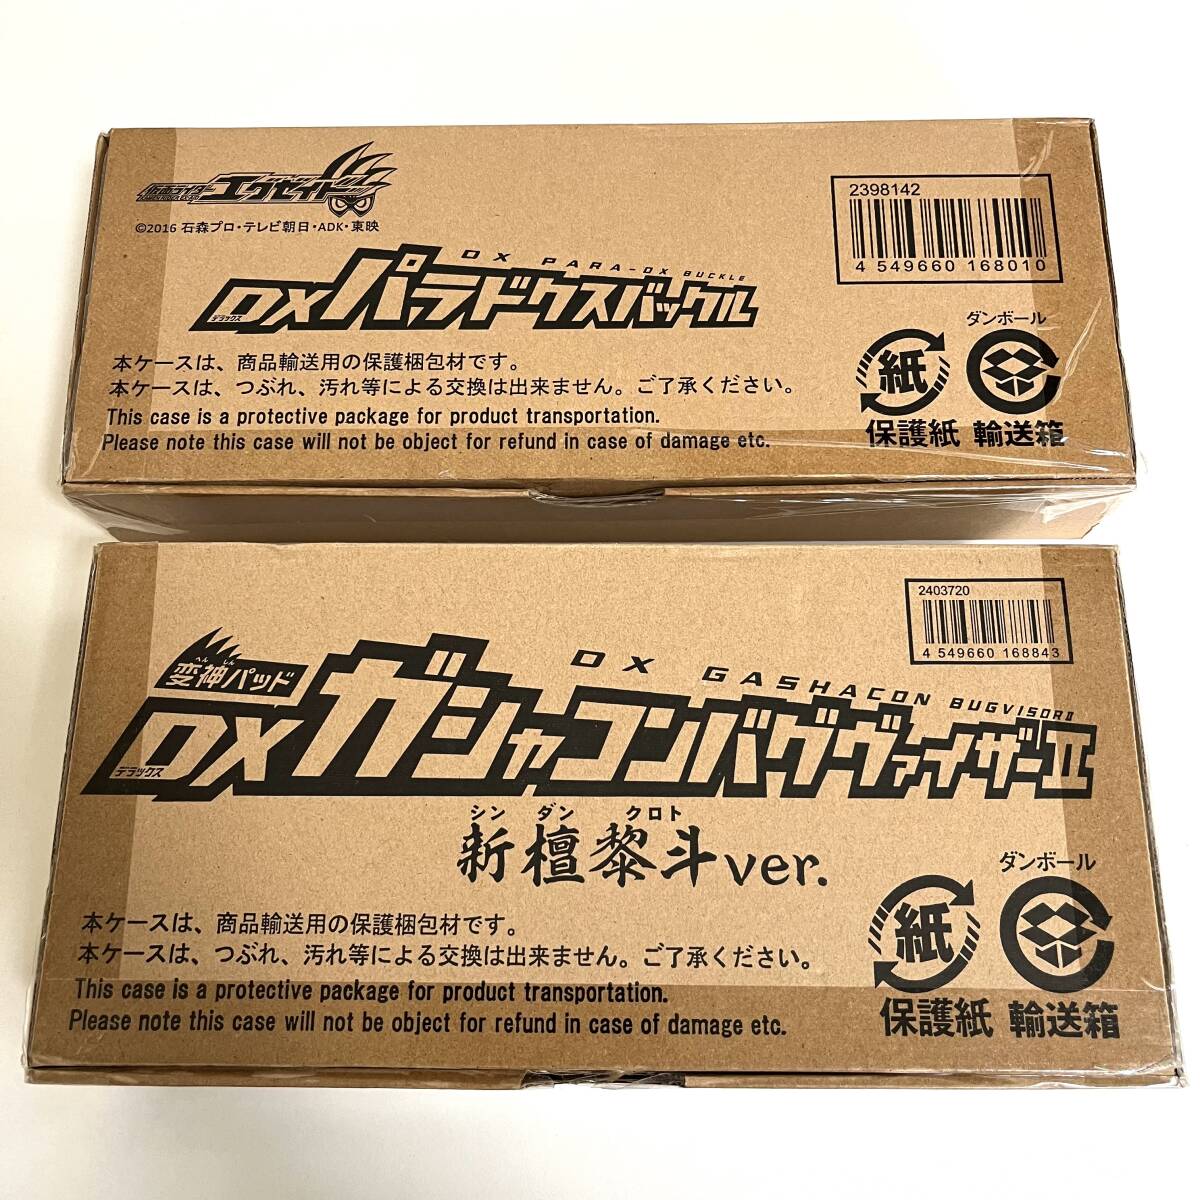 仮面ライダー
エグゼイド
©2016 石森プロ・テレビ朝日・ADK・東映
2398142
4 549660 168010
DX PARA-DX BUCKLE
DXパラドクスバックル
デラックス
本ケースは、商品輸送用の保護梱包材です。
本ケースは、つぶれ、汚れ等による交換は出来ません。ご了承ください。
This case is a protective package for product transportation.
Please note this case will not be object for refund in case of damage etc.
ダンボール
紙
保護紙 輸送箱
2403720
4 549660 168843
へん しん
変神パッド
DX GASHACON BUGVISORⅡ
DXガシャコンバグヴァイザーⅡ
デラックス
シン ダン クロト
新檀黎斗ver.
本ケースは、商品輸送用の保護梱包材です。
本ケースは、つぶれ、汚れ等による交換は出来ません。ご了承ください。
This case is a protective package for product transportation.
Please note this case will not be object for refund in case of damage etc.
ダンボール
紙
保護紙 輸送箱